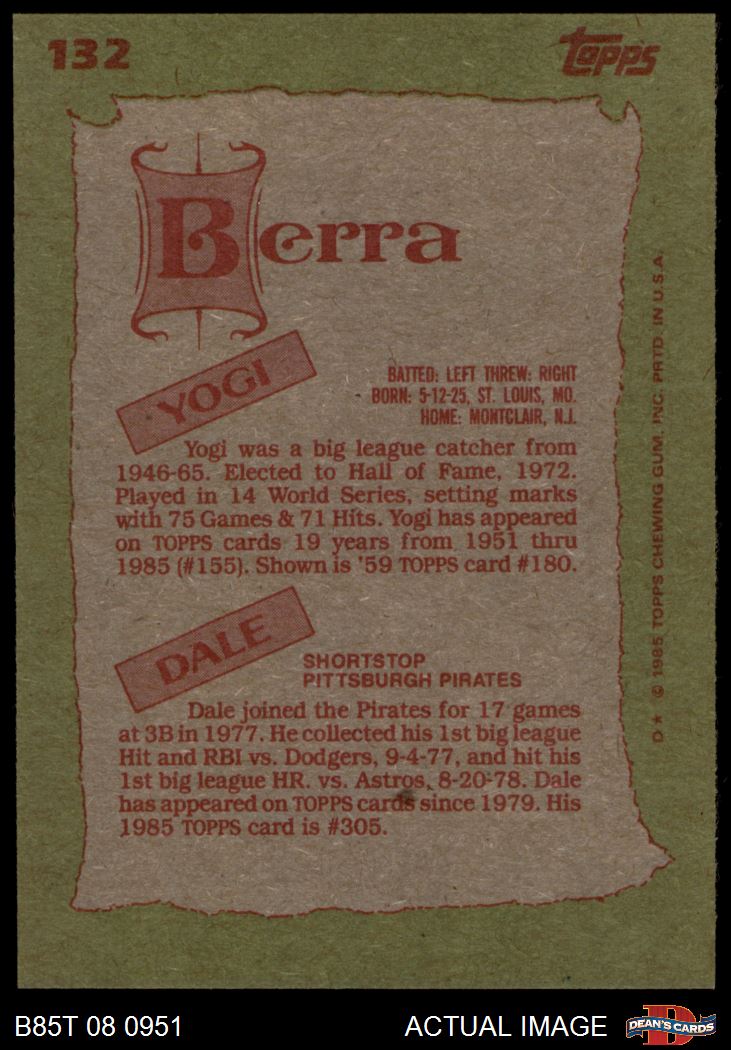 132
Topps
Berra
YOGI
BATTED: LEFT THREW: RIGHT
BORN: 5-12-25, ST. LOUIS, MO.
HOME: MONTCLAIR, N.J.
Yogi was a big league catcher from
1946-65. Elected to Hall of Fame, 1972.
Played in 14 World Series, setting marks
with 75 Games & 71 Hits. Yogi has appeared
on TOPPS cards 19 years from 1951 thru
1985 (#155). Shown is '59 TOPPS card #180.
DALE
SHORTSTOP
PITTSBURGH PIRATES
Dale joined the Pirates for 17 games
at 3B in 1977. He collected his 1st big league
Hit and RBI vs. Dodgers, 9-4-77, and hit his
1st big league HR. vs. Astros, 8-20-78. Dale
has appeared on TOPPS cards since 1979. His
1985 TOPPS card is #305.
D★ © 1985 TOPPS CHEWING GUM, INC. PRTD. IN U.S.A.
B85T 08 0951
ACTUAL IMAGE
D
DEAN'S CARDS